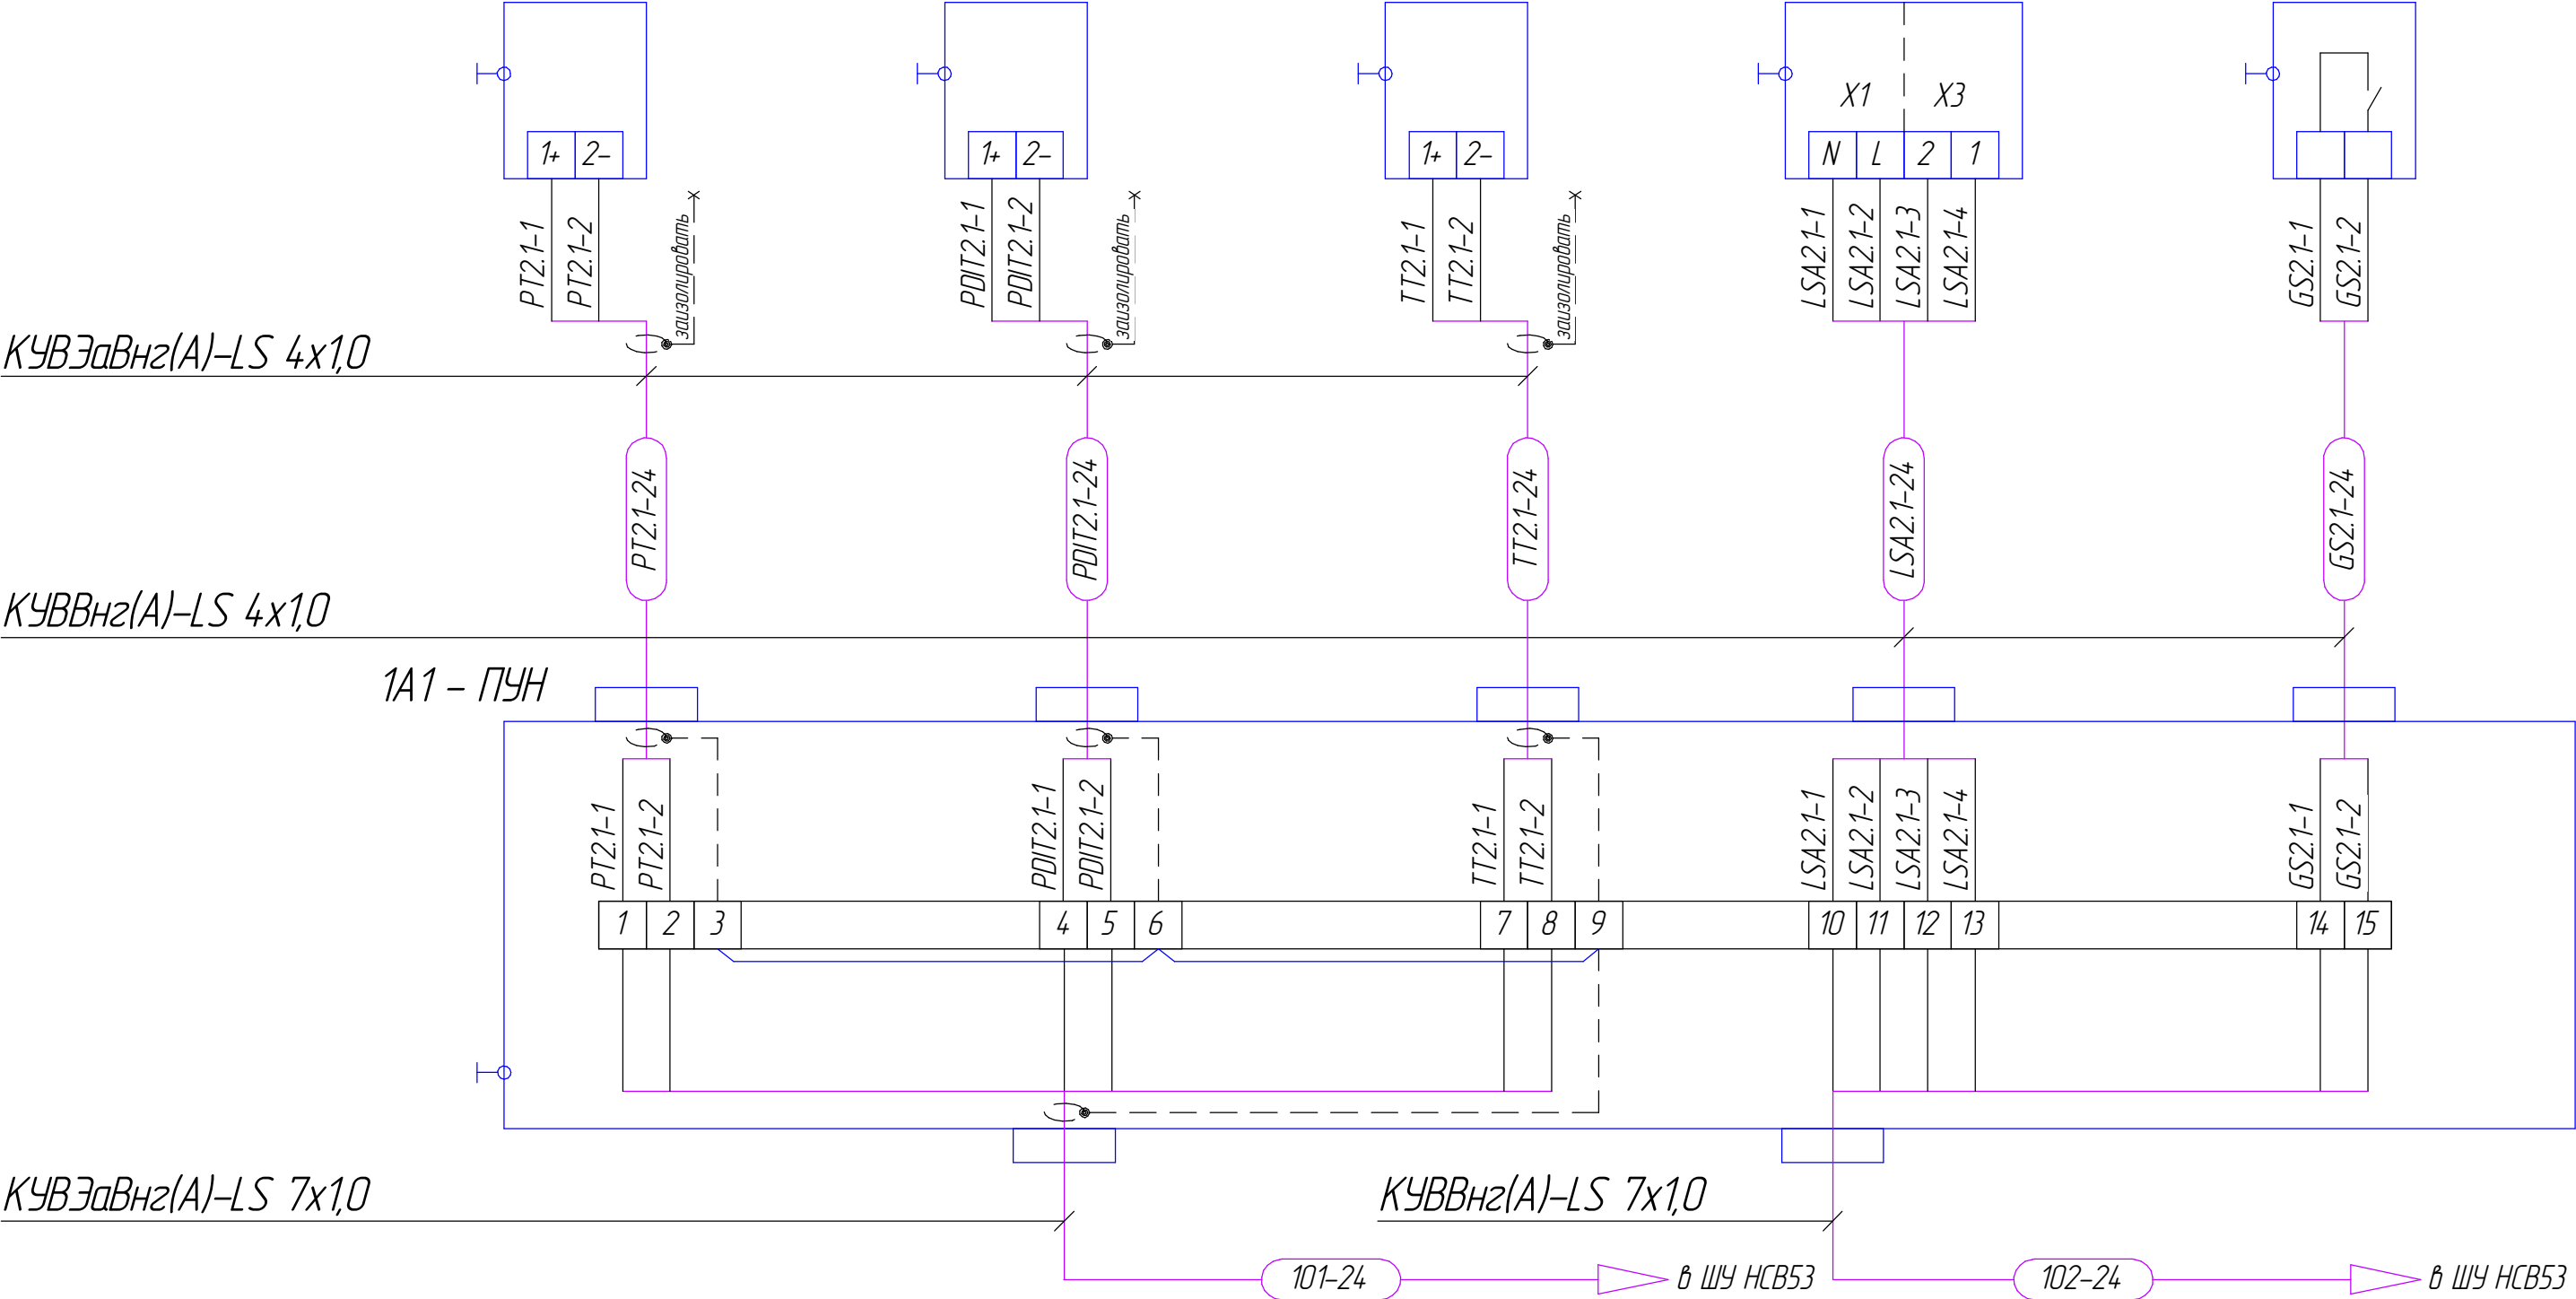 X1 X3
1+ 2-
1+ 2-
1+ 2-
N L 2 1
PT2.1-1
PT2.1-2
заизолировать
PDIT2.1-1
PDIT2.1-2
заизолировать
TT2.1-1
TT2.1-2
заизолировать
LSA2.1-1
LSA2.1-2
LSA2.1-3
LSA2.1-4
GS2.1-1
GS2.1-2
КУВЭаВнг(А)-LS 4х1,0
PT2.1-24
PDIT2.1-24
TT2.1-24
LSA2.1-24
GS2.1-24
КУВВнг(А)-LS 4х1,0
1А1 - ПУН
PT2.1-1
PT2.1-2
PDIT2.1-1
PDIT2.1-2
TT2.1-1
TT2.1-2
LSA2.1-1
LSA2.1-2
LSA2.1-3
LSA2.1-4
GS2.1-1
GS2.1-2
1 2 3 4 5 6 7 8 9 10 11 12 13 14 15
КУВЭаВнг(А)-LS 7х1,0
КУВВнг(А)-LS 7х1,0
101-24
в ШУ НСВ53
102-24
в ШУ НСВ53